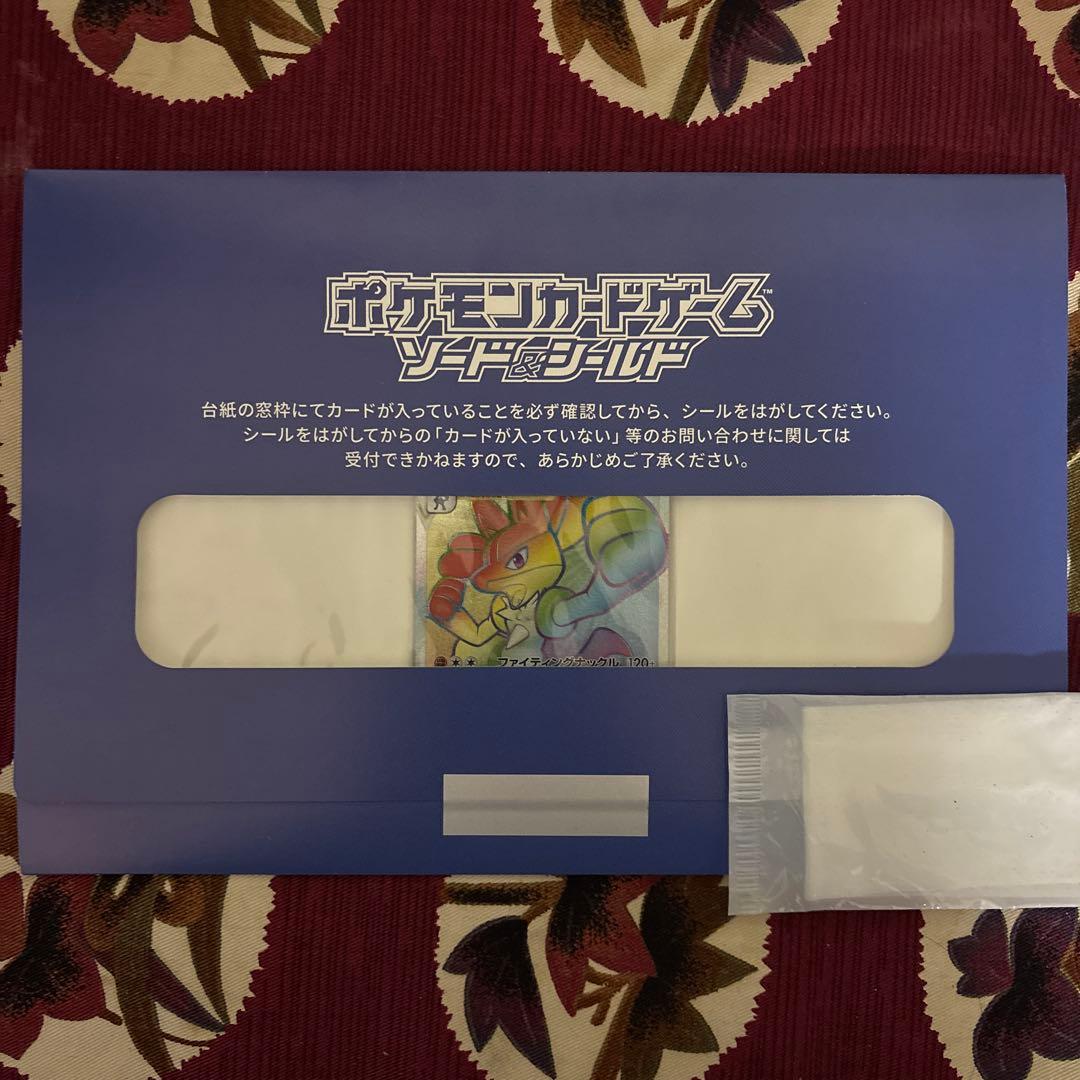 ポケモンカードゲーム™
ソード&シールド
台紙の窓枠にてカードが入っていることを必ず確認してから、シールをはがしてください。
シールをはがしてからの「カードが入っていない」等のお問い合わせに関しては
受付できかねますので、あらかじめご了承ください。
ファイティングナックル 120+